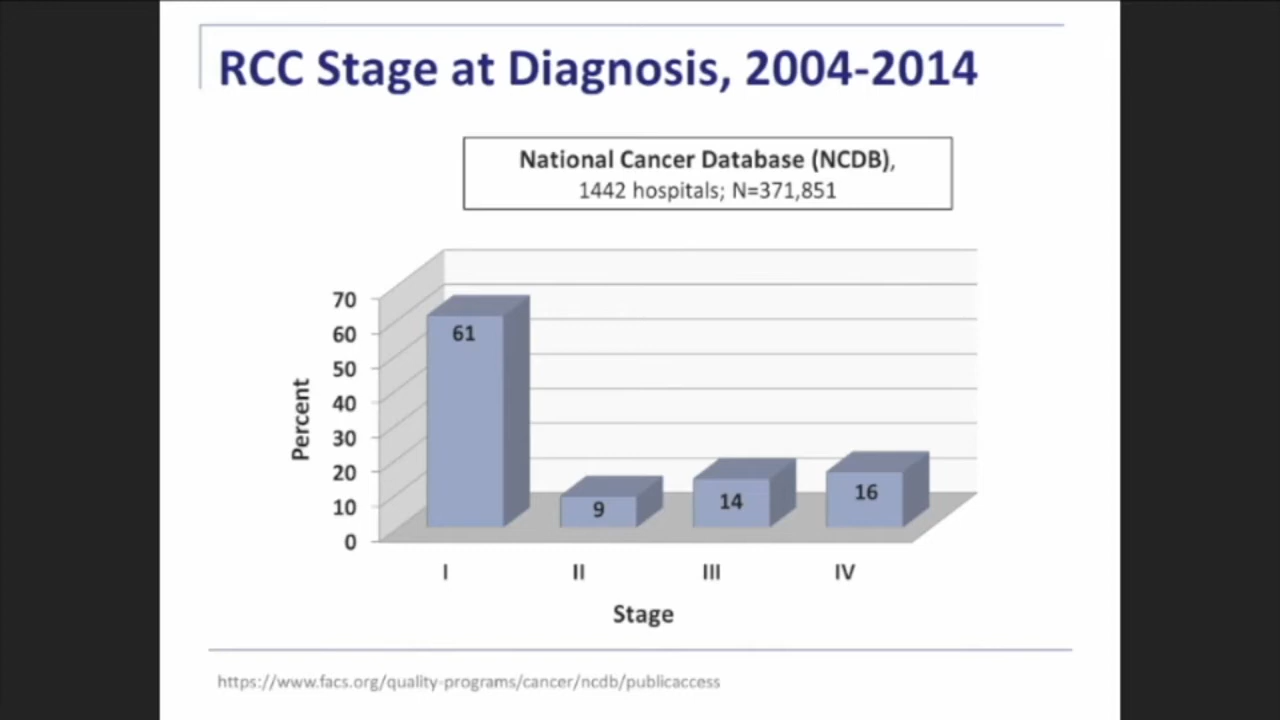 RCC Stage at Diagnosis, 2004-2014
National Cancer Database (NCDB),
1442 hospitals; N=371,851
Percent
70
60
50
40
30
20
10
0
61
9
14
16
I
II
III
IV
Stage
https://www.facs.org/quality-programs/cancer/ncdb/publicaccess